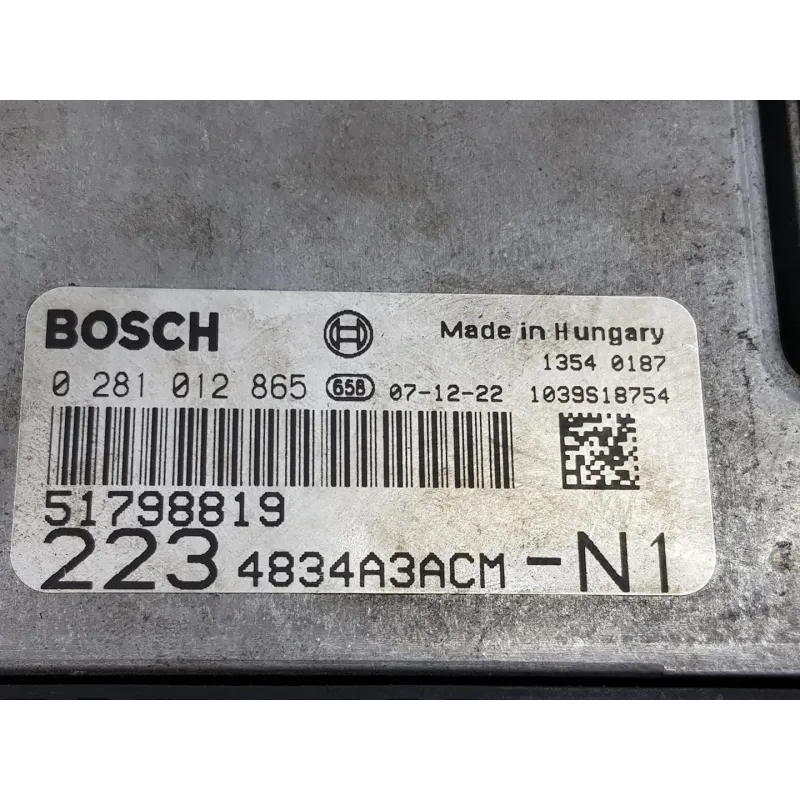 BOSCH Made in Hungary
1354 0187
0 281 012 865 658 07-12-22 1039S18754
51798819
223 4834A3ACM -N1